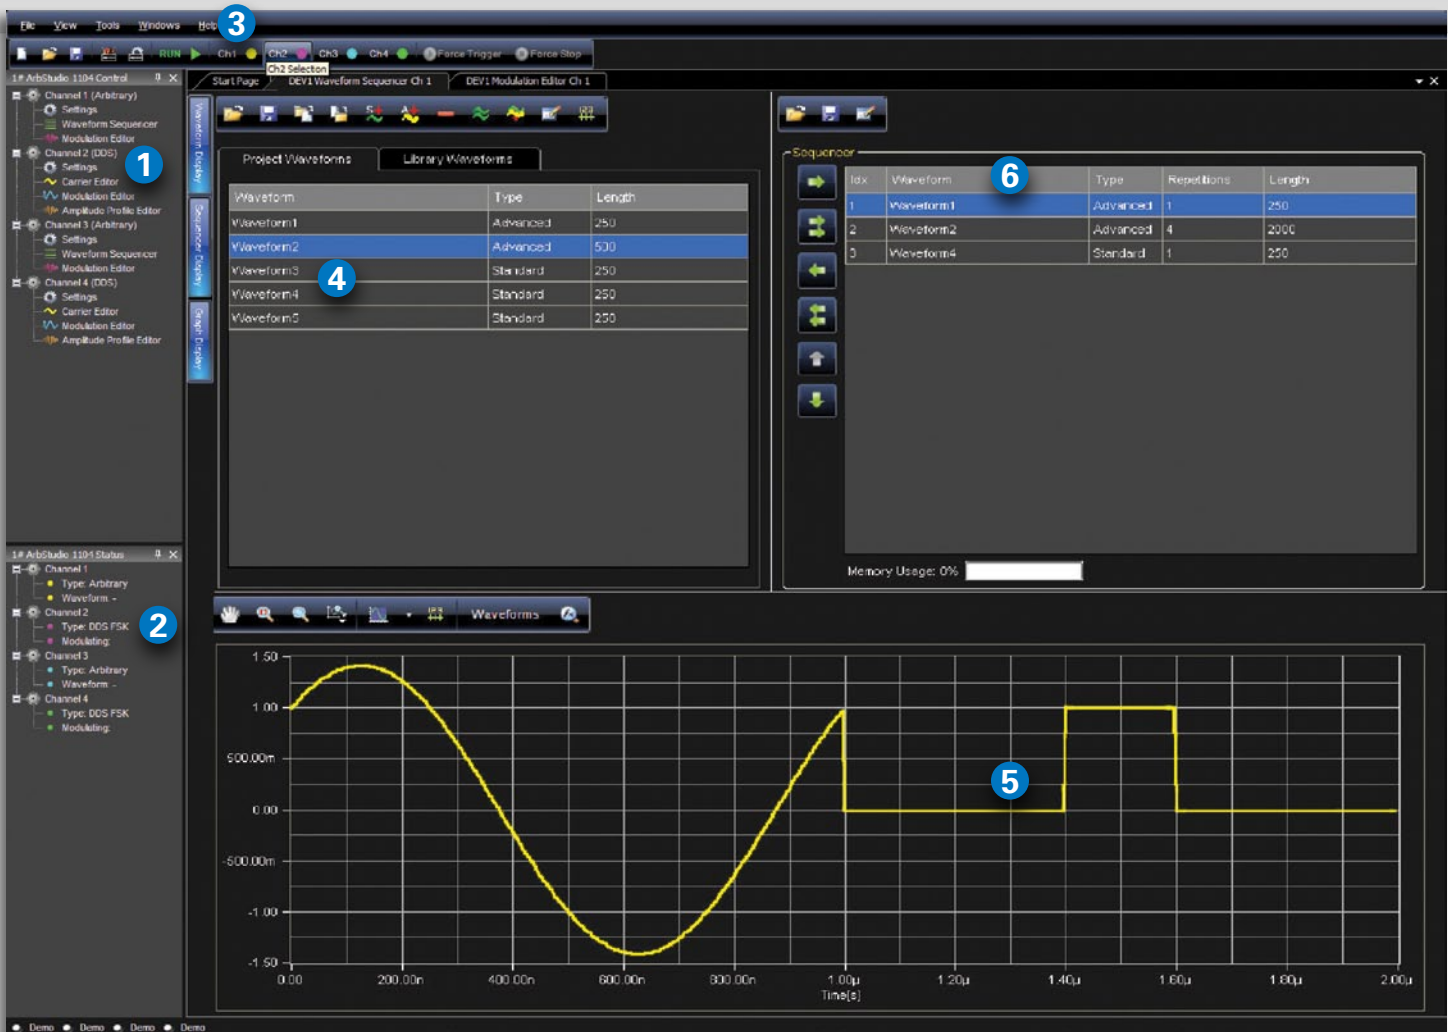 File View Tools Windows Help
3
RUN Ch1 Ch2 Ch3 Ch4 Force Trigger Force Stop
Ch2 Selection
1# ArbStudio 1104 Control
Channel 1 (Arbitrary)
Settings
Waveform Sequencer
Modulation Editor
Channel 2 (DDS)
Settings
Carrier Editor
Modulation Editor
Amplitude Profile Editor
Channel 3 (Arbitrary)
Settings
Waveform Sequencer
Modulation Editor
Channel 4 (DDS)
Settings
Carrier Editor
Modulation Editor
Amplitude Profile Editor
1
1# ArbStudio 1104 Status
Channel 1
Type: Arbitrary
Waveform: -
Channel 2
Type: DDS FSK
Modulating:
Channel 3
Type: Arbitrary
Waveform: -
Channel 4
Type: DDS FSK
Modulating:
2
Start Page DEV1 Waveform Sequencer Ch 1 DEV1 Modulation Editor Ch 1
Waveform Display
Sequencer Display
Graph Display
Project Waveforms Library Waveforms
Waveform Type Length
Waveform1 Advanced 250
Waveform2 Advanced 500
Waveform3 Standard 250
Waveform4 Standard 250
Waveform5 Standard 250
4
Sequencer
Idx Waveform Type Repetitions Length
1 Waveform1 Advanced 1 250
2 Waveform2 Advanced 4 2000
3 Waveform4 Standard 1 250
6
Memory Usage: 0%
Waveforms
1.50
1.00
500.00m
0.00
-500.00m
-1.00
-1.50
5
0.00 200.00n 400.00n 600.00n 800.00n 1.00µ 1.20µ 1.40µ 1.60µ 1.80µ 2.00µ
Time[s]
Demo Demo Demo Demo